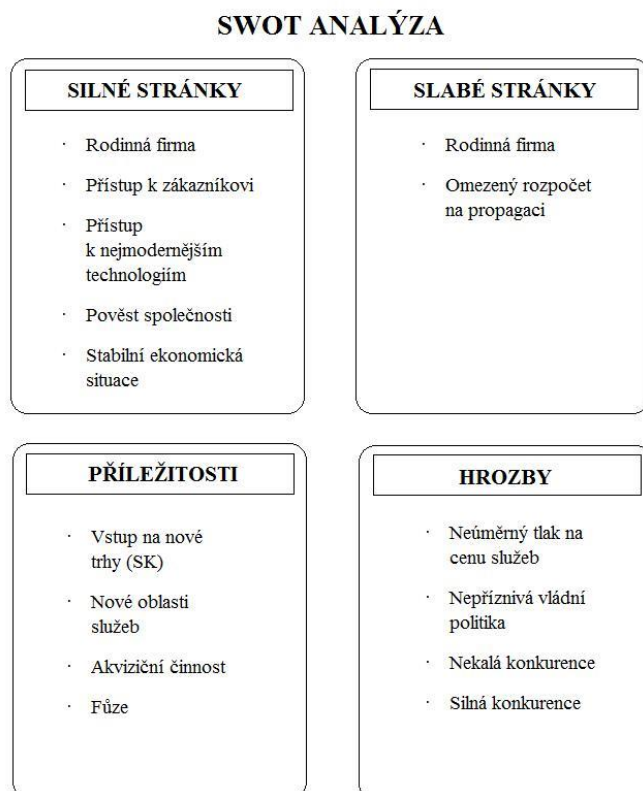 SWOT ANALÝZA
SILNÉ STRÁNKY
· Rodinná firma
· Přístup k zákazníkovi
· Přístup
k nejmodernějším
technologiím
· Pověst společnosti
· Stabilní ekonomická
situace
SLABÉ STRÁNKY
· Rodinná firma
· Omezený rozpočet
na propagaci
PŘÍLEŽITOSTI
· Vstup na nové
trhy (SK)
· Nové oblasti
služeb
· Akviziční činnost
· Fůze
HROZBY
· Neúměrný tlak na
cenu služeb
· Nepříznivá vládní
politika
· Nekalá konkurence
· Silná konkurence